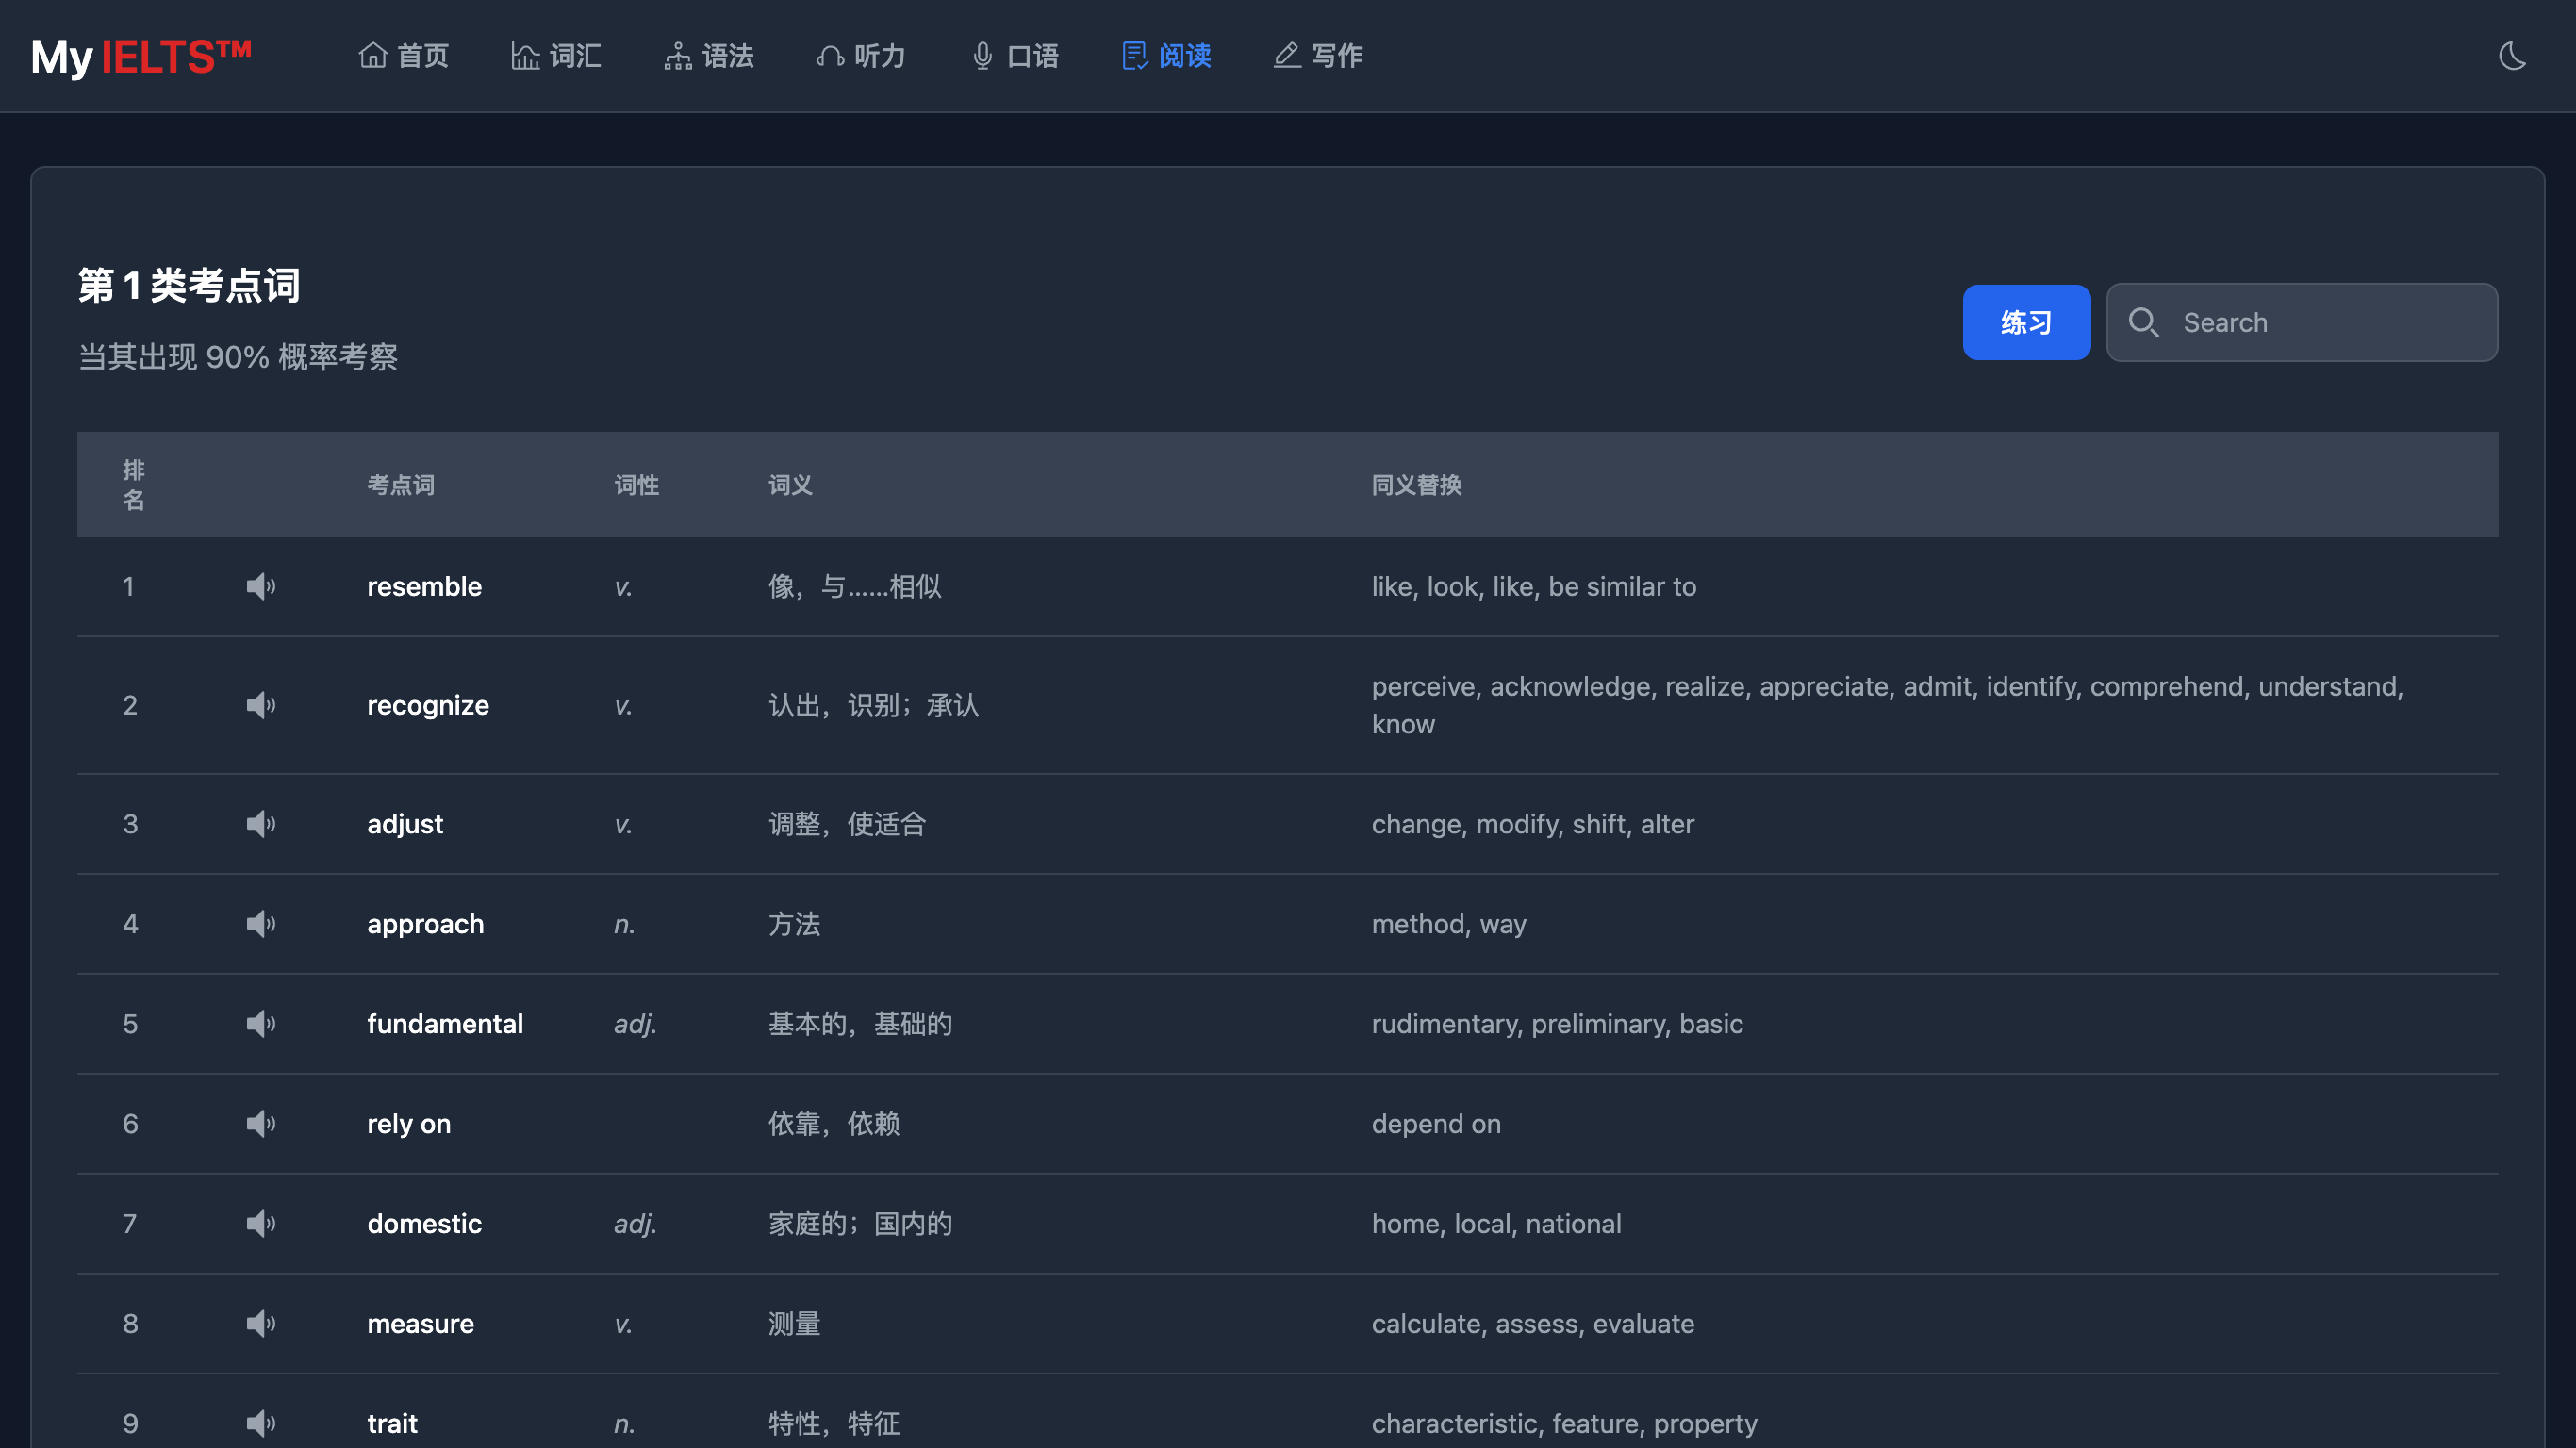 My IELTS™ 首页 词汇 语法 听力 口语 阅读 写作
第 1 类考点词
当其出现 90% 概率考察
练习 Search
排名 考点词 词性 词义 同义替换
1 resemble v. 像，与……相似 like, look, like, be similar to
2 recognize v. 认出，识别；承认 perceive, acknowledge, realize, appreciate, admit, identify, comprehend, understand,
know
3 adjust v. 调整，使适合 change, modify, shift, alter
4 approach n. 方法 method, way
5 fundamental adj. 基本的，基础的 rudimentary, preliminary, basic
6 rely on 依靠，依赖 depend on
7 domestic adj. 家庭的；国内的 home, local, national
8 measure v. 测量 calculate, assess, evaluate
9 trait n. 特性，特征 characteristic, feature, property